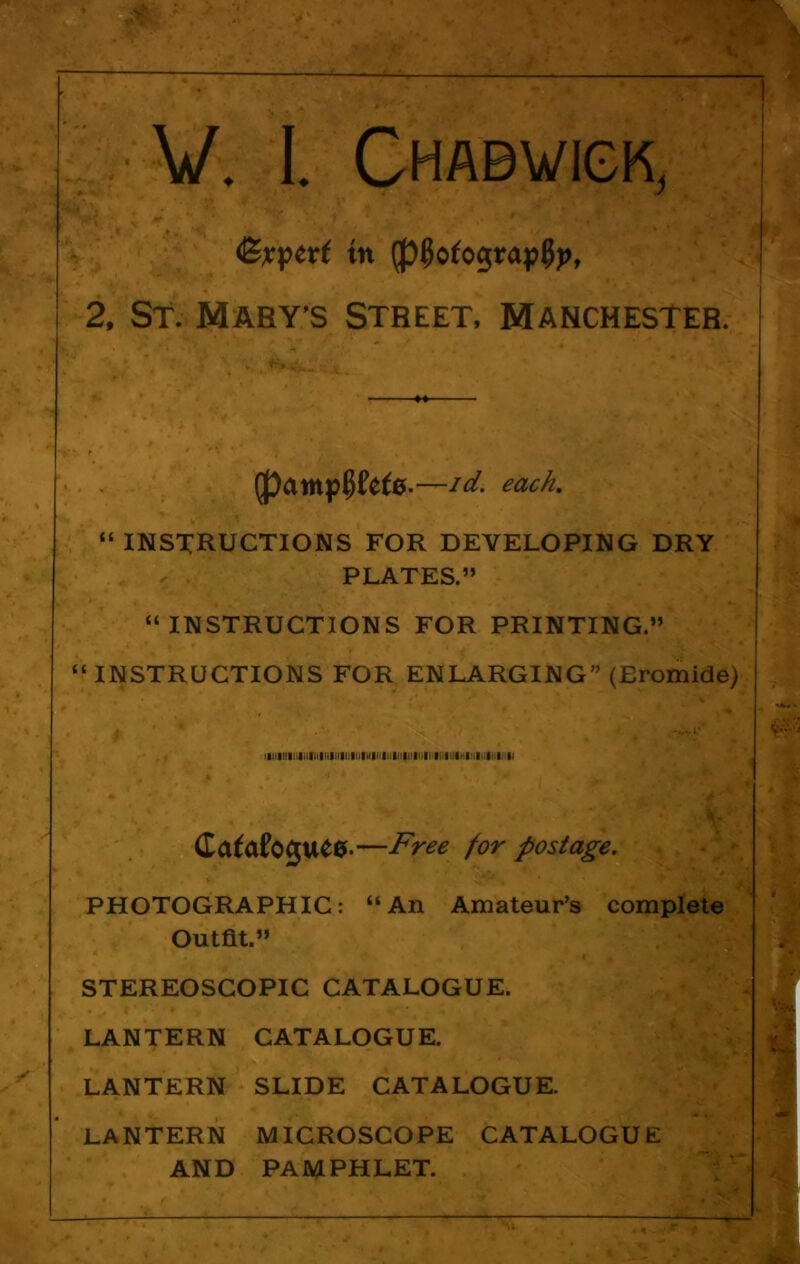 W. I. CHADWICK,
Expert in Photography,
2, ST. MARY'S STREET, MANCHESTER.
Pamphlets.—1d. each.
“INSTRUCTIONS FOR DEVELOPING DRY
PLATES.”
“INSTRUCTIONS FOR PRINTING.”
“INSTRUCTIONS FOR ENLARGING” (Bromide)
Catalogues.—Free for postage.
PHOTOGRAPHIC: “An Amateur’s complete
Outfit.”
STEREOSCOPIC CATALOGUE.
LANTERN CATALOGUE.
LANTERN SLIDE CATALOGUE.
LANTERN MICROSCOPE CATALOGUE
AND PAMPHLET.